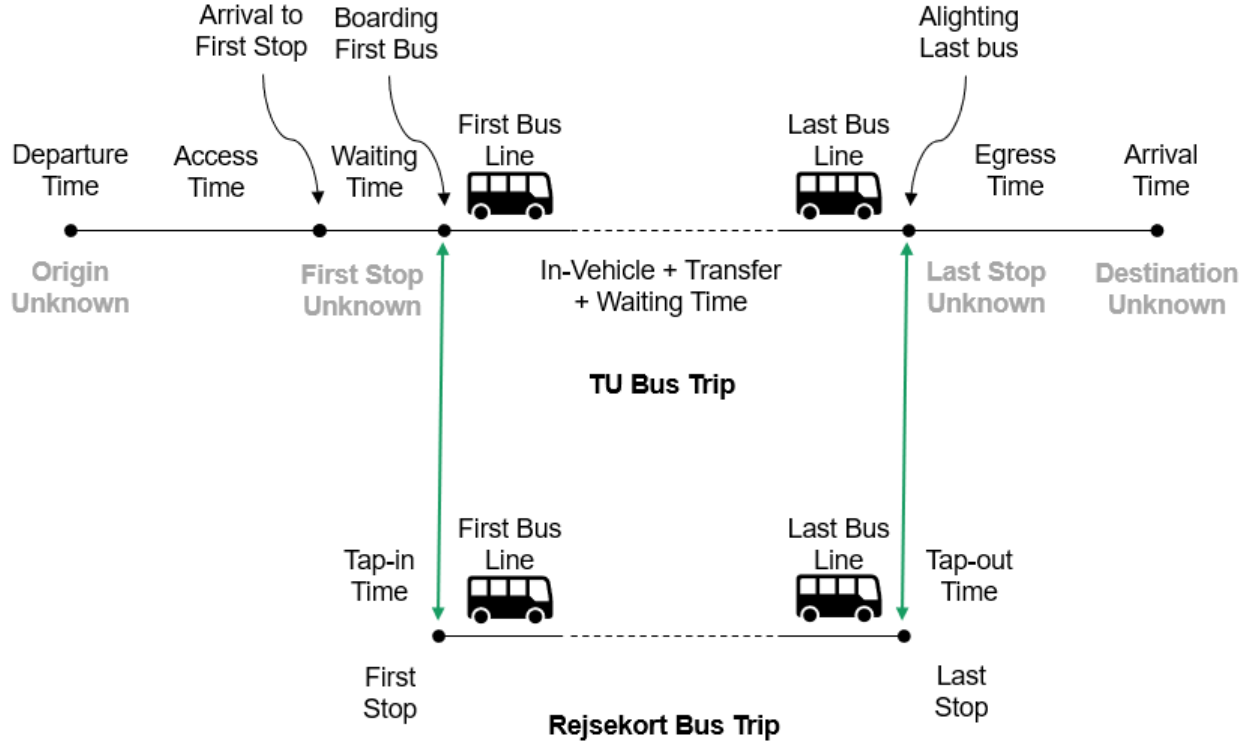 Arrival to
First Stop
Boarding
First Bus
Alighting
Last bus
Departure
Time
Access
Time
Waiting
Time
First Bus
Line
Last Bus
Line
Egress
Time
Arrival
Time
Origin
Unknown
First Stop
Unknown
In-Vehicle + Transfer
+ Waiting Time
Last Stop
Unknown
Destination
Unknown
TU Bus Trip
Tap-in
Time
First Bus
Line
Last Bus
Line
Tap-out
Time
First
Stop
Last
Stop
Rejsekort Bus Trip